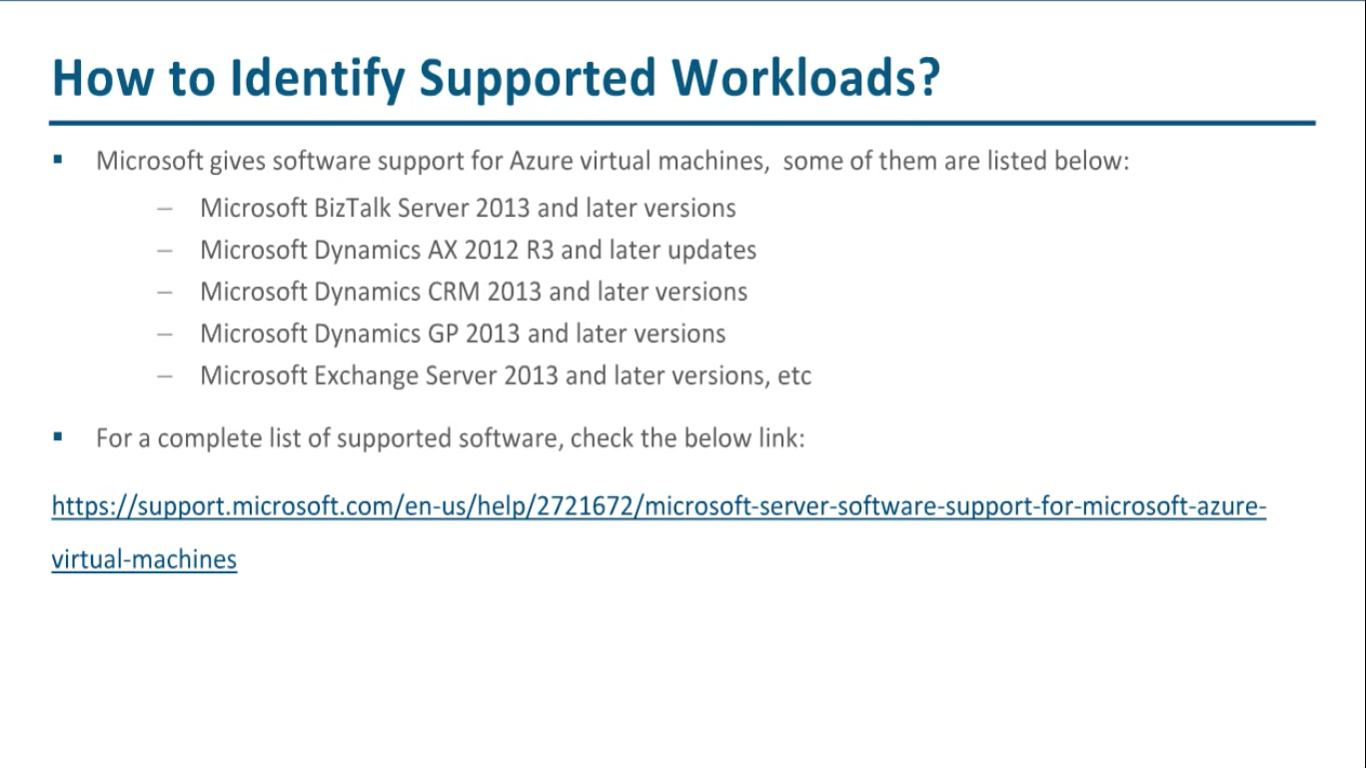 How to Identify Supported Workloads?
▪ Microsoft gives software support for Azure virtual machines,  some of them are listed below:
– Microsoft BizTalk Server 2013 and later versions
– Microsoft Dynamics AX 2012 R3 and later updates
– Microsoft Dynamics CRM 2013 and later versions
– Microsoft Dynamics GP 2013 and later versions
– Microsoft Exchange Server 2013 and later versions, etc
▪ For a complete list of supported software, check the below link:
https://support.microsoft.com/en-us/help/2721672/microsoft-server-software-support-for-microsoft-azure-
virtual-machines